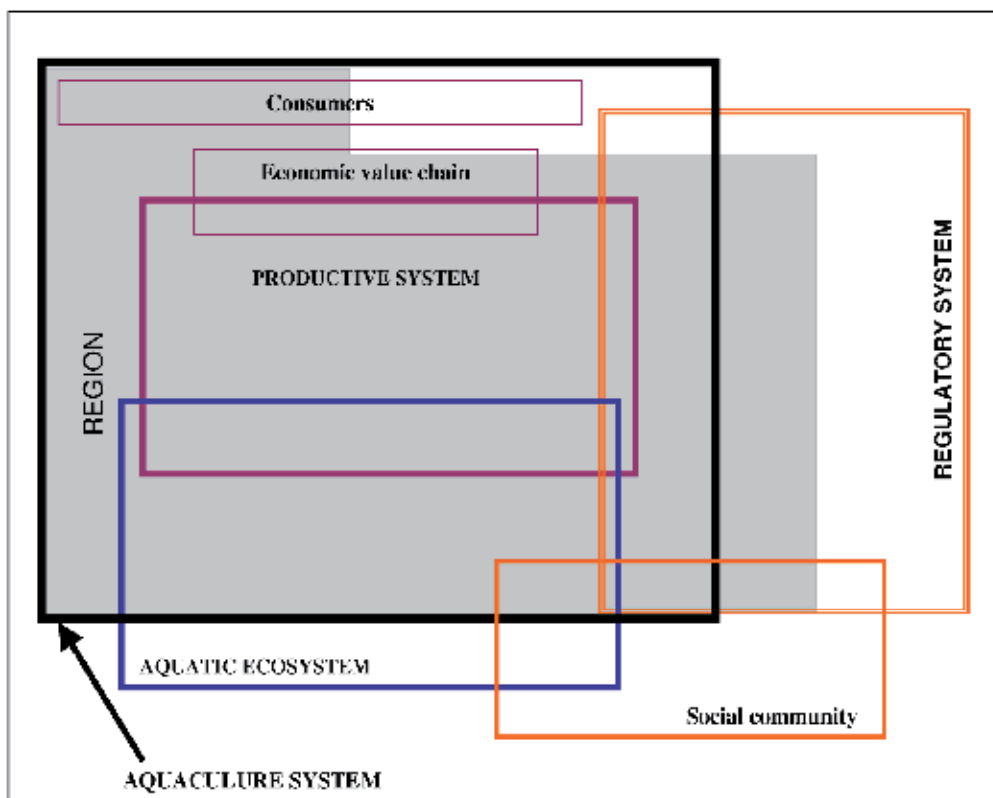 Consumers
Economic value chain
PRODUCTIVE SYSTEM
REGION
REGULATORY SYSTEM
AQUATIC ECOSYSTEM
Social community
AQUACULURE SYSTEM